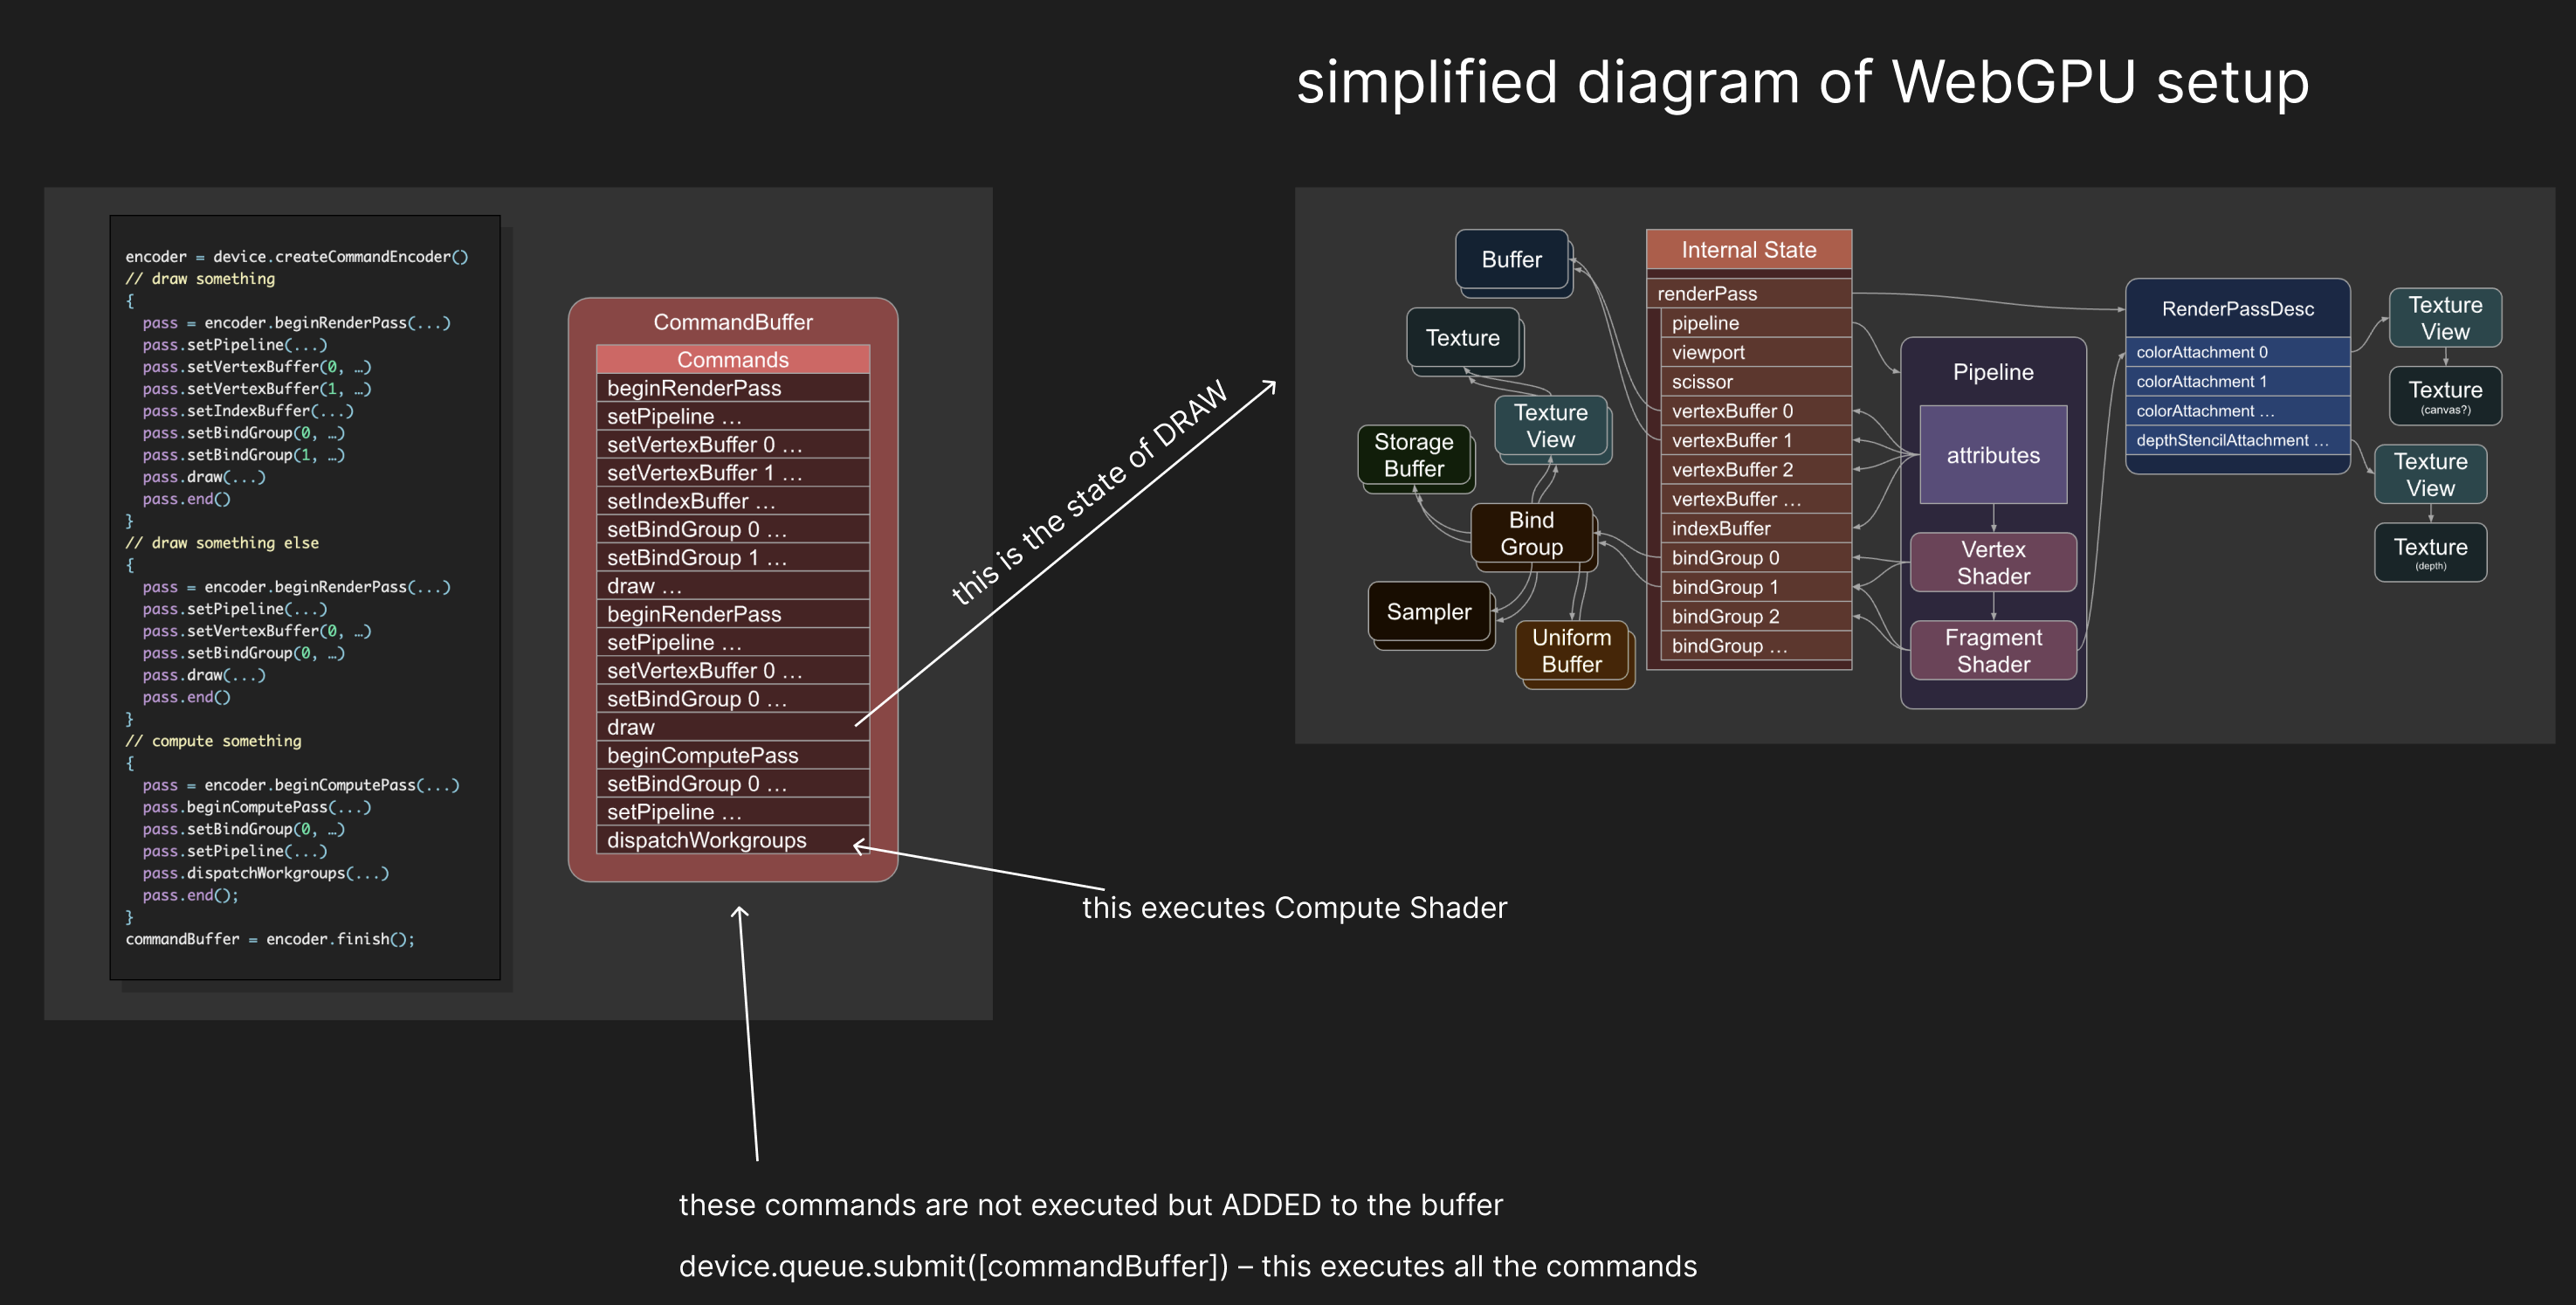 simplified diagram of WebGPU setup
encoder = device.createCommandEncoder()
// draw something
{
pass = encoder.beginRenderPass(...)
pass.setPipeline(...)
pass.setVertexBuffer(0, …)
pass.setVertexBuffer(1, …)
pass.setIndexBuffer(...)
pass.setBindGroup(0, …)
pass.setBindGroup(1, …)
pass.draw(...)
pass.end()
}
// draw something else
{
pass = encoder.beginRenderPass(...)
pass.setPipeline(...)
pass.setVertexBuffer(0, …)
pass.setBindGroup(0, …)
pass.draw(...)
pass.end()
}
// compute something
{
pass = encoder.beginComputePass(...)
pass.beginComputePass(...)
pass.setBindGroup(0, …)
pass.setPipeline(...)
pass.dispatchWorkgroups(...)
pass.end();
}
commandBuffer = encoder.finish();
CommandBuffer
Commands
beginRenderPass
setPipeline …
setVertexBuffer 0 …
setVertexBuffer 1 …
setIndexBuffer …
setBindGroup 0 …
setBindGroup 1 …
draw …
beginRenderPass
setPipeline …
setVertexBuffer 0 …
setBindGroup 0 …
draw
beginComputePass
setBindGroup 0 …
setPipeline …
dispatchWorkgroups
this is the state of DRAW
Buffer
Texture
Texture
View
Storage
Buffer
Bind
Group
Sampler
Uniform
Buffer
Internal State
renderPass
pipeline
viewport
scissor
vertexBuffer 0
vertexBuffer 1
vertexBuffer 2
vertexBuffer …
indexBuffer
bindGroup 0
bindGroup 1
bindGroup 2
bindGroup …
Pipeline
attributes
Vertex
Shader
Fragment
Shader
RenderPassDesc
colorAttachment 0
colorAttachment 1
colorAttachment …
depthStencilAttachment …
Texture
View
Texture
(canvas?)
Texture
View
Texture
(depth)
this executes Compute Shader
these commands are not executed but ADDED to the buffer
device.queue.submit([commandBuffer]) – this executes all the commands